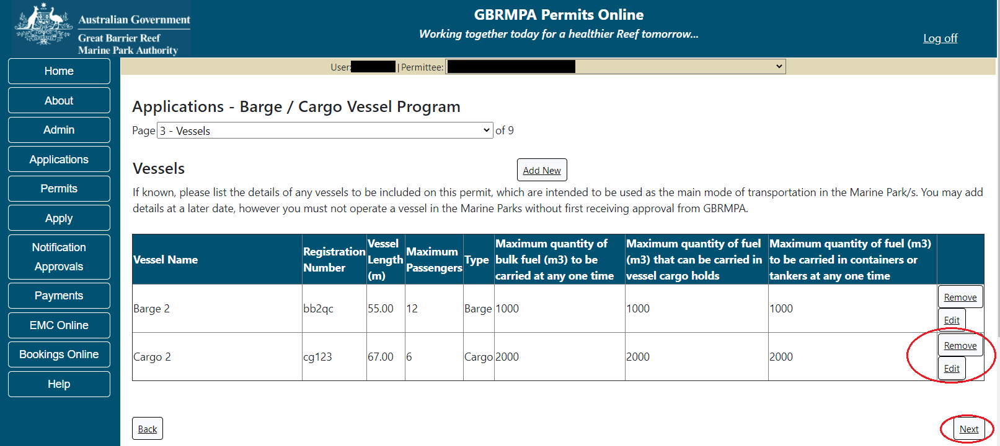 Australian Government
Great Barrier Reef
Marine Park Authority
GBRMPA Permits Online
Working together today for a healthier Reef tomorrow...
Log off
Home
About
Admin
Applications
Permits
Apply
Notification
Approvals
Payments
EMC Online
Bookings Online
Help
User: | Permittee:
Applications - Barge / Cargo Vessel Program
Page 3 - Vessels of 9
Vessels
Add New
If known, please list the details of any vessels to be included on this permit, which are intended to be used as the main mode of transportation in the Marine Park/s. You may add
details at a later date, however you must not operate a vessel in the Marine Parks without first receiving approval from GBRMPA.
Vessel Name
Registration
Number
Vessel
Length
(m)
Maximum
Passengers
Type
Maximum quantity of
bulk fuel (m3) to be
carried at any one time
Maximum quantity of fuel
(m3) that can be carried in
vessel cargo holds
Maximum quantity of fuel (m3)
to be carried in containers or
tankers at any one time
Barge 2 bb2qc 55.00 12 Barge 1000 1000 1000
Remove
Edit
Cargo 2 cg123 67.00 6 Cargo 2000 2000 2000
Remove
Edit
Back
Next